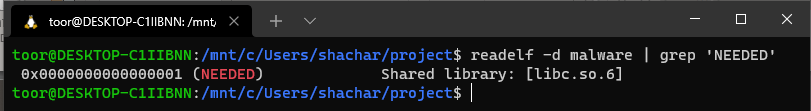 toor@DESKTOP-C1IIBNN: /mnt/
toor@DESKTOP-C1IIBNN:/mnt/c/Users/shachar/project$ readelf -d malware | grep 'NEEDED'
0x0000000000000001 (NEEDED) Shared library: [libc.so.6]
toor@DESKTOP-C1IIBNN:/mnt/c/Users/shachar/project$